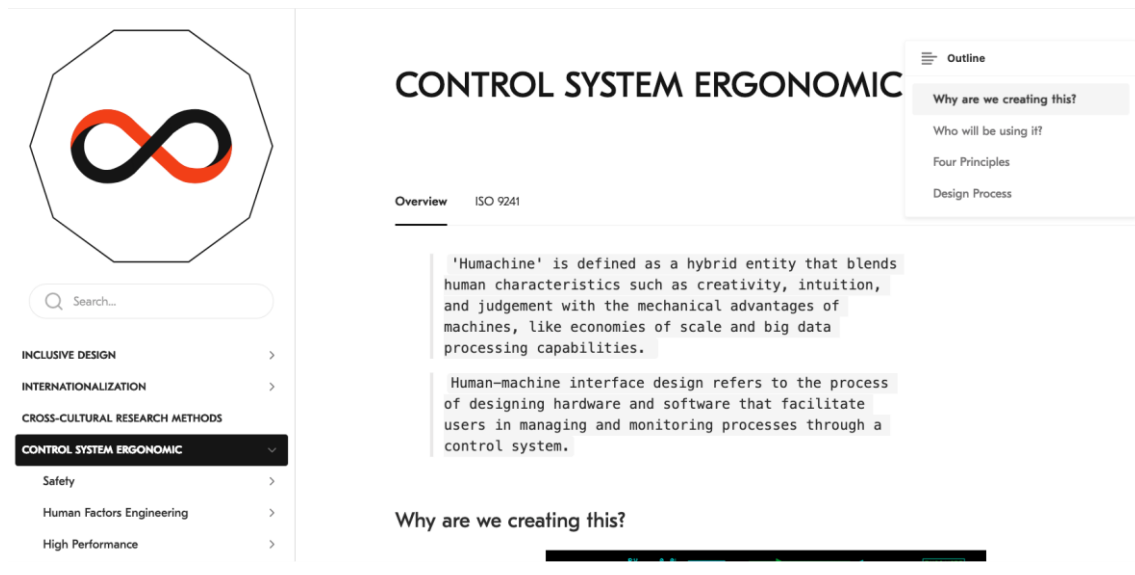 Search...
INCLUSIVE DESIGN
INTERNATIONALIZATION
CROSS-CULTURAL RESEARCH METHODS
CONTROL SYSTEM ERGONOMIC
Safety
Human Factors Engineering
High Performance
CONTROL SYSTEM ERGONOMIC
Overview
ISO 9241
'Humachine' is defined as a hybrid entity that blends
human characteristics such as creativity, intuition,
and judgement with the mechanical advantages of
machines, like economies of scale and big data
processing capabilities.
Human-machine interface design refers to the process
of designing hardware and software that facilitate
users in managing and monitoring processes through a
control system.
Why are we creating this?
Outline
Why are we creating this?
Who will be using it?
Four Principles
Design Process